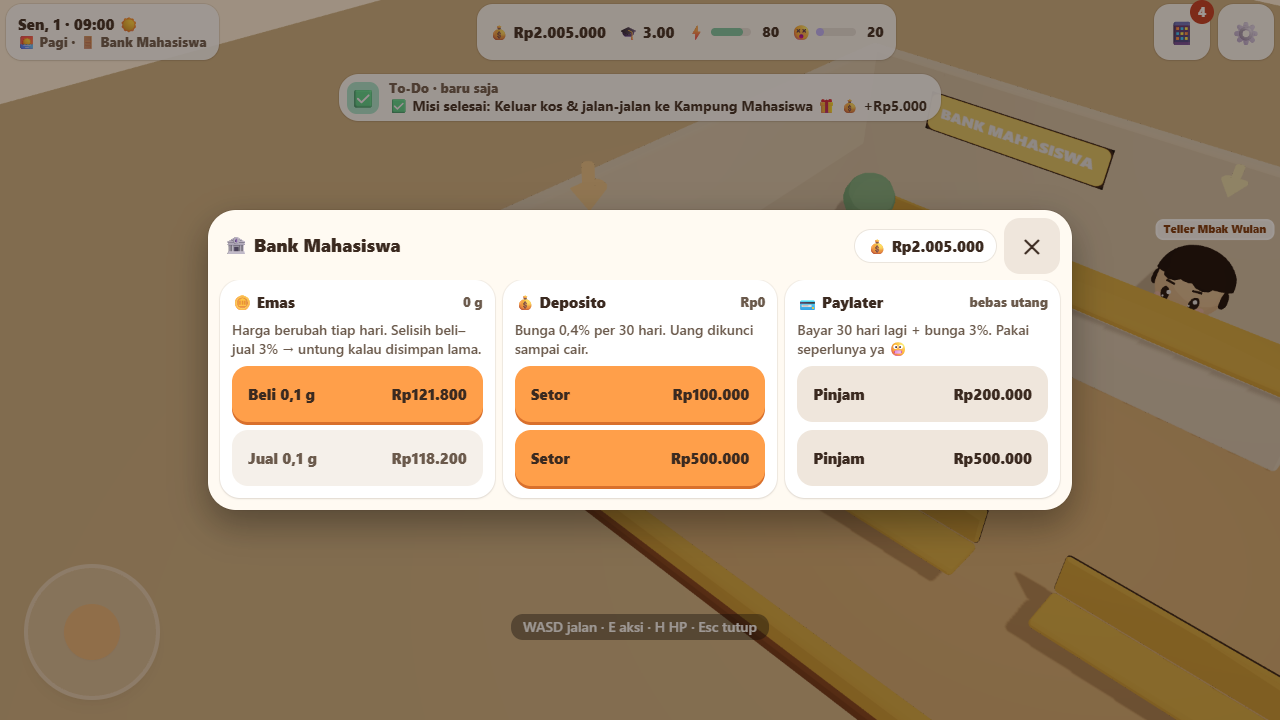 Sen, 1 · 09:00
Pagi · Bank Mahasiswa
Rp2.005.000 3.00 80 20
4
To-Do · baru saja
Misi selesai: Keluar kos & jalan-jalan ke Kampung Mahasiswa +Rp5.000
BANK MAHASISWA
Teller Mbak Wulan
Bank Mahasiswa
Rp2.005.000
Emas 0 g
Harga berubah tiap hari. Selisih beli–
jual 3% → untung kalau disimpan lama.
Beli 0,1 g Rp121.800
Jual 0,1 g Rp118.200
Deposito Rp0
Bunga 0,4% per 30 hari. Uang dikunci
sampai cair.
Setor Rp100.000
Setor Rp500.000
Paylater bebas utang
Bayar 30 hari lagi + bunga 3%. Pakai
seperlunya ya
Pinjam Rp200.000
Pinjam Rp500.000
WASD jalan · E aksi · H HP · Esc tutup